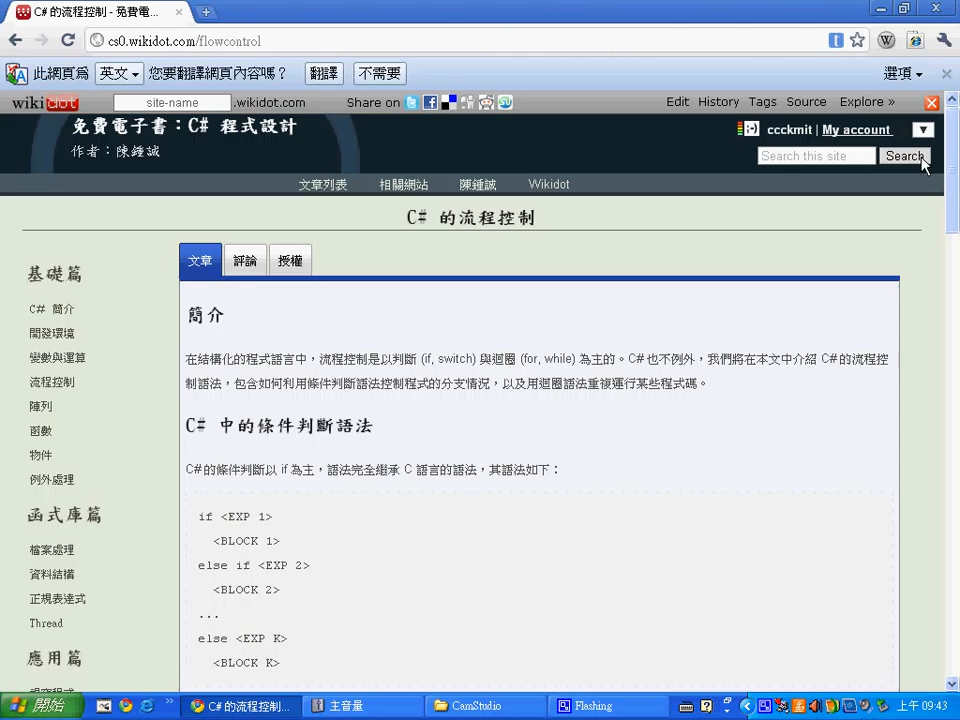 C# 的流程控制 - 免費電...
cs0.wikidot.com/flowcontrol
此網頁為 英文 您要翻譯網頁內容嗎？ 翻譯 不需要 選項
wikidot site-name .wikidot.com Share on Edit History Tags Source Explore »
免費電子書：C# 程式設計
作者：陳鍾誠
ccckmit | My account
Search this site Search
文章列表 相關網站 陳鍾誠 Wikidot
C# 的流程控制
基礎篇
C# 簡介
開發環境
變數與運算
流程控制
陣列
函數
物件
例外處理
函式庫篇
檔案處理
資料結構
正規表達式
Thread
應用篇
文章 評論 授權
簡介
在結構化的程式語言中，流程控制是以判斷 (if, switch) 與迴圈 (for, while) 為主的。C# 也不例外，我們將在本文中介紹 C# 的流程控
制語法，包含如何利用條件判斷語法控制程式的分支情況，以及用迴圈語法重複運行某些程式碼。
C# 中的條件判斷語法
C# 的條件判斷以 if 為主，語法完全繼承 C 語言的語法，其語法如下：
if <EXP 1>
<BLOCK 1>
else if <EXP 2>
<BLOCK 2>
...
else <EXP K>
<BLOCK K>
開始 C# 的流程控制... 主音量 CamStudio Flashing 上午 09:43